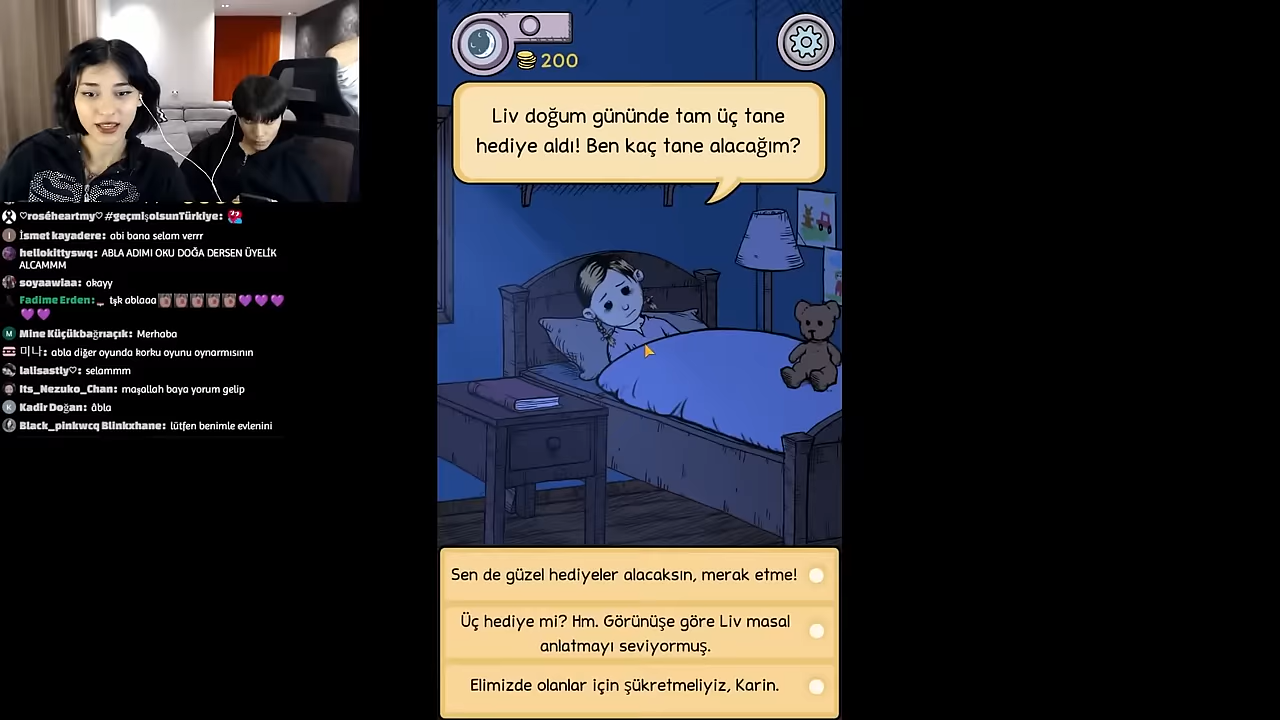 200
Liv doğum gününde tam üç tane
hediye aldı! Ben kaç tane alacağım?
♡roséheartmy♡ #geçmişolsunTürkiye:
İsmet kayadere: abi bana selam verrr
hellokittyswq: ABLA ADIMI OKU DOĞA DERSEN ÜYELİK
ALCAMMM
soyaawlaa: okayy
Fadime Erden: tşk ablaaa
Mine Küçükbağrıaçık: Merhaba
미나: abla diğer oyunda korku oyunu oynarmısının
lalisastly♡: selammm
Its_Nezuko_Chan: maşallah baya yorum gelip
Kadir Doğan: âbla
Black_pinkwcq Blinkxhane: lütfen benimle evlenini
Sen de güzel hediyeler alacaksın, merak etme!
Üç hediye mi? Hm. Görünüşe göre Liv masal
anlatmayı seviyormuş.
Elimizde olanlar için şükretmeliyiz, Karin.